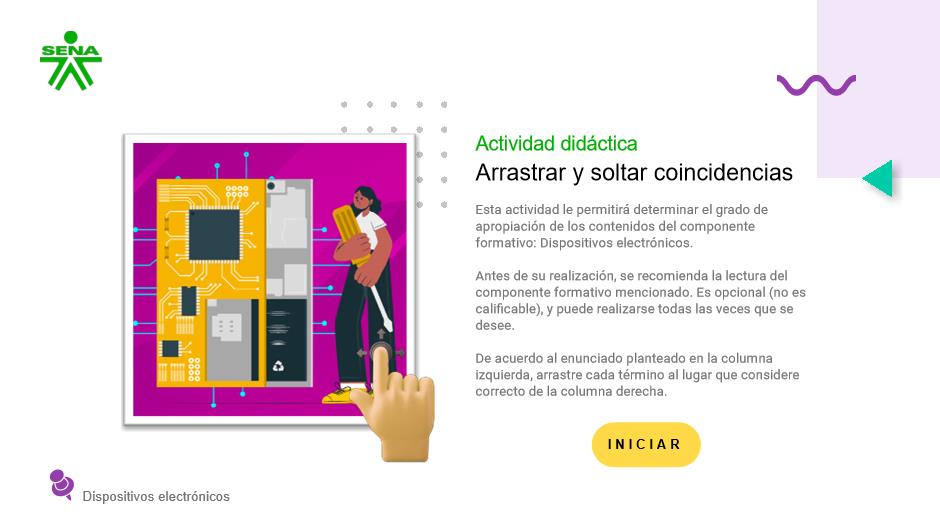 SENA
Actividad didáctica
Arrastrar y soltar coincidencias
Esta actividad le permitirá determinar el grado de
apropiación de los contenidos del componente
formativo: Dispositivos electrónicos.
Antes de su realización, se recomienda la lectura del
componente formativo mencionado. Es opcional (no es
calificable), y puede realizarse todas las veces que se
desee.
De acuerdo al enunciado planteado en la columna
izquierda, arrastre cada término al lugar que considere
correcto de la columna derecha.
INICIAR
Dispositivos electrónicos